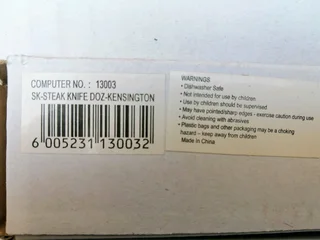 COMPUTER NO. : 13003
SK-STEAK KNIFE DOZ-KENSINGTON
6 005231 130032
WARNINGS
• Dishwasher Safe
• Not intended for use by children
• Use by children should be supervised
• May have pointed/sharp edges - exercise caution during use
• Avoid cleaning with abrasives
• Plastic bags and other packaging may be a choking
hazard – keep away from children
Made in China